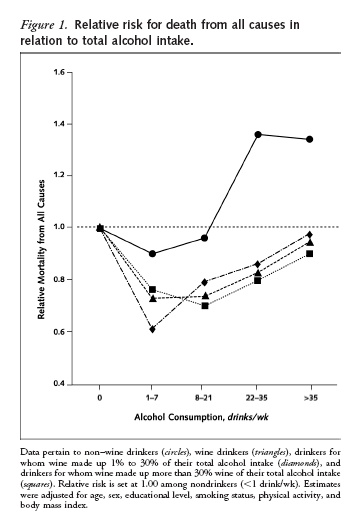 Figure 1. Relative risk for death from all causes in
relation to total alcohol intake.
1.6
1.4
1.2
1.0
0.8
0.6
0.4
Relative Mortality from All Causes
0 1–7 8–21 22–35 >35
Alcohol Consumption, drinks/wk
Data pertain to non–wine drinkers (circles), wine drinkers (triangles), drinkers for
whom wine made up 1% to 30% of their total alcohol intake (diamonds), and
drinkers for whom wine made up more than 30% wine of their total alcohol intake
(squares). Relative risk is set at 1.00 among nondrinkers (<1 drink/wk). Estimates
were adjusted for age, sex, educational level, smoking status, physical activity, and
body mass index.